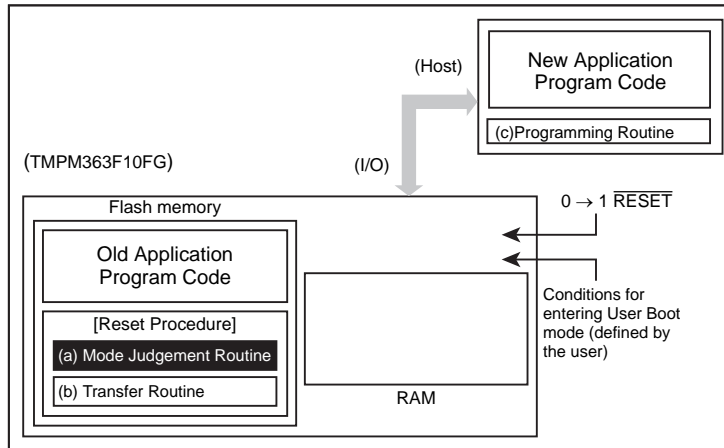 New Application
Program Code
(Host)
(c)Programming Routine
(TMPM363F10FG)
(I/O)
Flash memory
0 → 1 RESET
Old Application
Program Code
[Reset Procedure]
(a) Mode Judgement Routine
(b) Transfer Routine
Conditions for
entering User Boot
mode (defined by
the user)
RAM